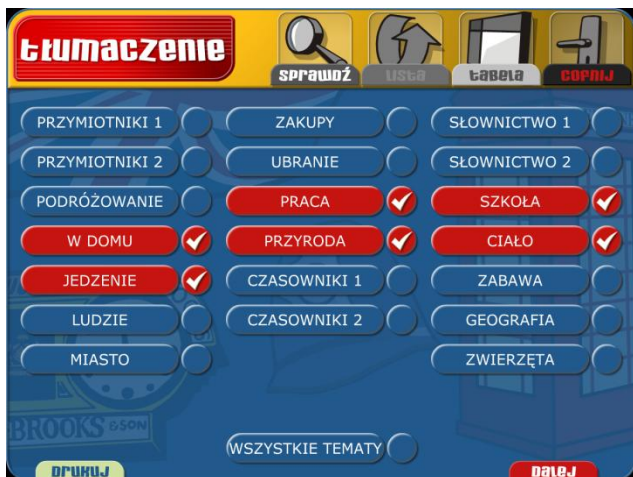 tłumaczenie
sprawdź
lista
tabela
cofnij
PRZYMIOTNIKI 1
ZAKUPY
SŁOWNICTWO 1
PRZYMIOTNIKI 2
UBRANIE
SŁOWNICTWO 2
PODRÓŻOWANIE
PRACA
SZKOŁA
W DOMU
PRZYRODA
CIAŁO
JEDZENIE
CZASOWNIKI 1
ZABAWA
LUDZIE
CZASOWNIKI 2
GEOGRAFIA
MIASTO
ZWIERZĘTA
BROOKS & SON
WSZYSTKIE TEMATY
drukuj
dalej